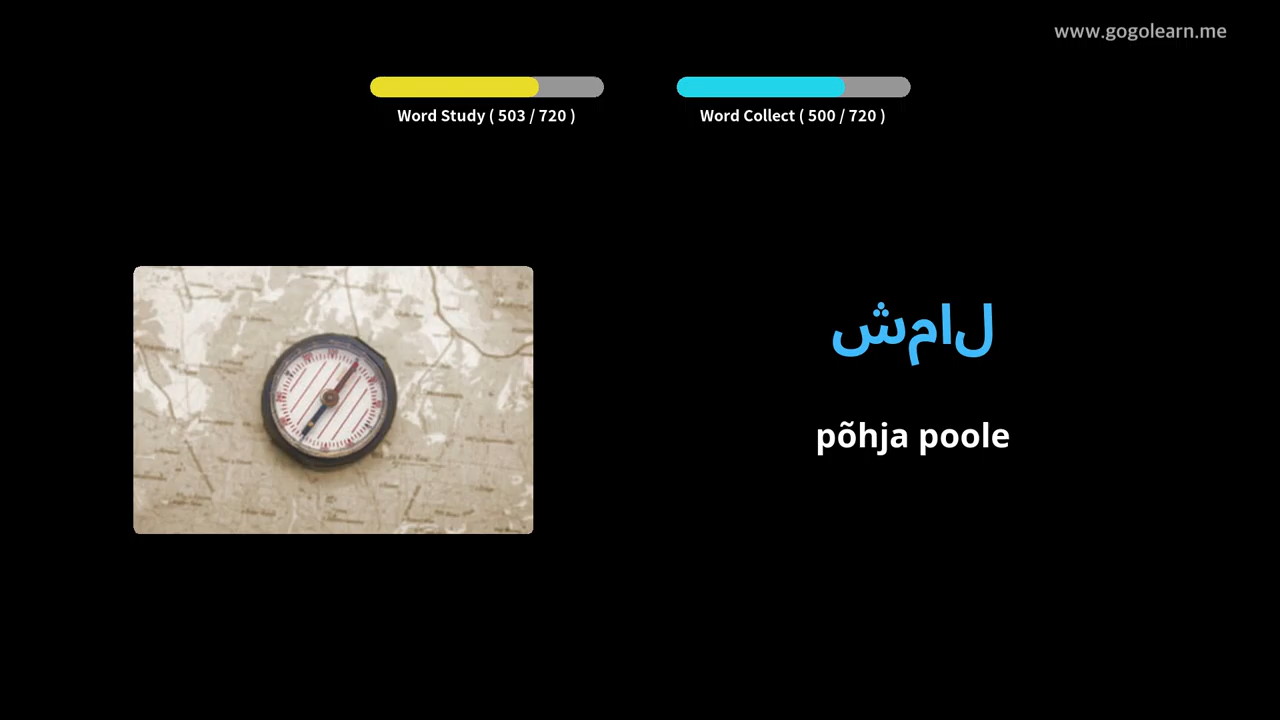 www.gogolearn.me
Word Study ( 503 / 720 )
Word Collect ( 500 / 720 )
شمال
põhja poole